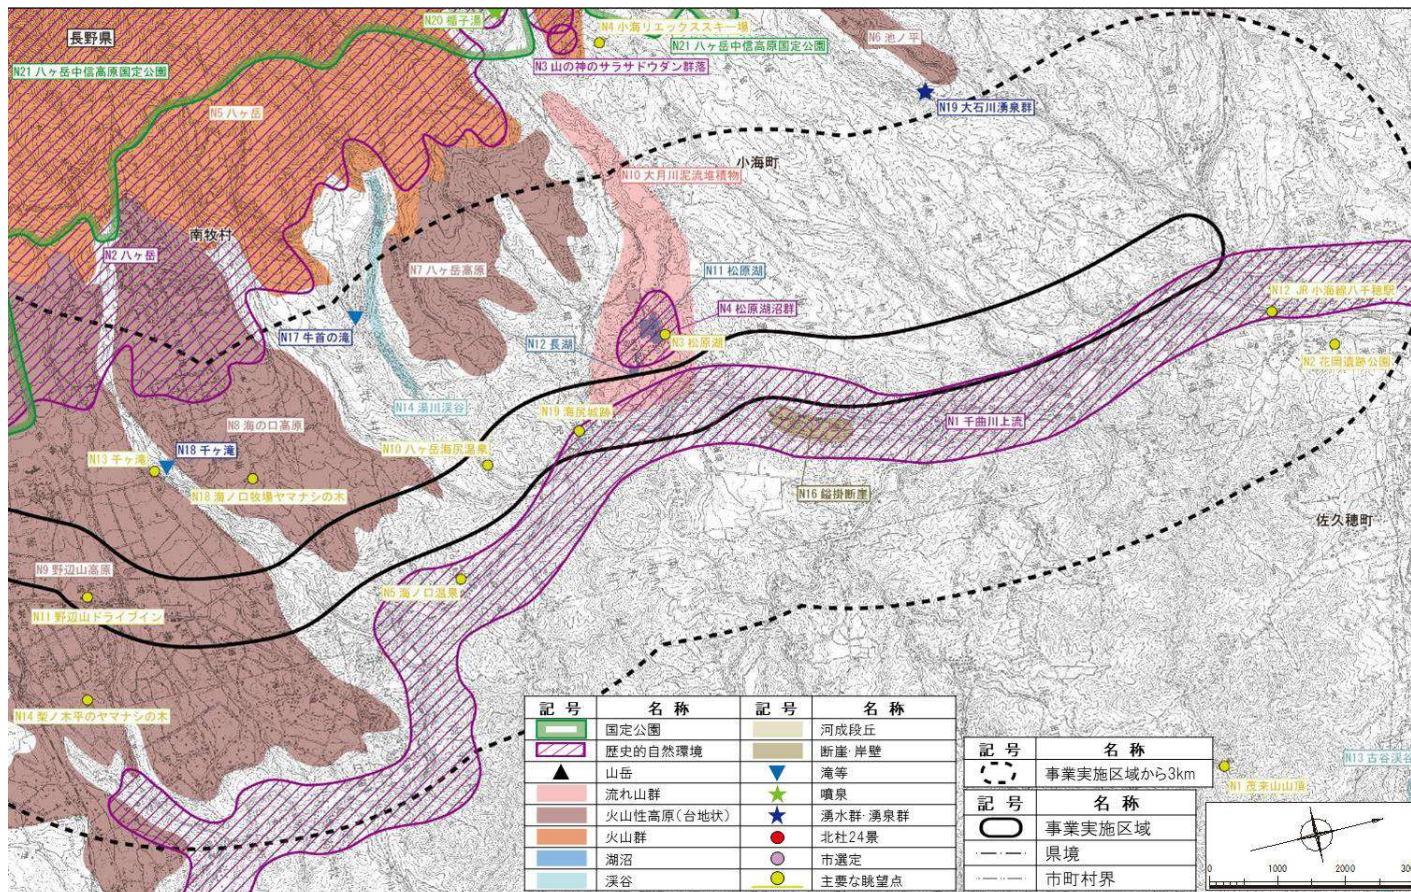 N20 楢子湯
N4 小海リエックススキー場
長野県
N21 八ヶ岳中信高原国定公園
N6 池ノ平
N21 八ヶ岳中信高原国定公園
N3 山の神のサラサドウダン群落
N5 八ヶ岳
N19 大石川湧泉群
小海町
N10 大月川泥流堆積物
南牧村
N2 八ヶ岳
N7 八ヶ岳高原
N11 松原湖
N12 JR 小海線八千穂駅
N4 松原湖沼群
N17 牛首の滝
N12 長湖
N3 松原湖
N2 花岡遺跡公園
N14 湯川渓谷
N19 海尻城跡
N1 千曲川上流
N8 海の口高原
N13 千ヶ滝
N18 千ヶ滝
N10 八ヶ岳海尻温泉
N18 海ノ口牧場ヤマナシの木
N16 鎰掛断崖
佐久穂町
N9 野辺山高原
N5 海ノ口温泉
N11 野辺山ドライブイン
N14 梨ノ木平のヤマナシの木
N13 古谷渓谷
N1 茂来山山頂
記号 名称 記号 名称
国定公園 河成段丘
歴史的自然環境 断崖・岸壁
山岳 滝等
流れ山群 噴泉
火山性高原(台地状) 湧水群・湧泉群
火山群 北杜24景
湖沼 市選定
渓谷 主要な眺望点
記号 名称
事業実施区域から3km
記号 名称
事業実施区域
県境
市町村界
0 1000 2000